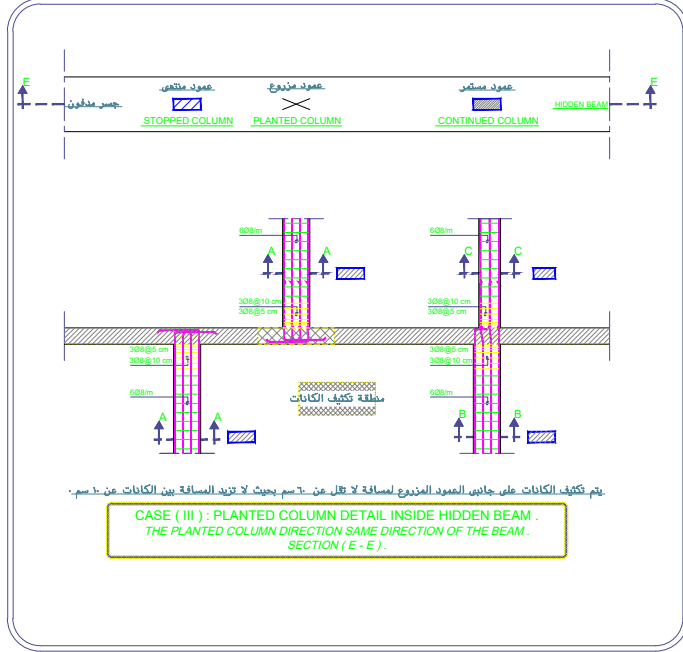 E E
عمود منتهى عمود مزروع عمود مستمر
جسر مدفون HIDDEN BEAM
STOPPED COLUMN PLANTED COLUMN CONTINUED COLUMN
6Ø8/m 6Ø8/m
A A C C
3Ø8@10 cm 3Ø8@10 cm
3Ø8@5 cm 3Ø8@5 cm
3Ø8@5 cm 3Ø8@5 cm
3Ø8@10 cm 3Ø8@10 cm
6Ø8/m 6Ø8/m
منطقة تكثيف الكانات
A A B B
يتم تكثيف الكانات على جانبى العمود المزروع لمسافة لا تقل عن ٦٠ سم بحيث لا تزيد المسافة بين الكانات عن ١٠ سم .
CASE ( III ) : PLANTED COLUMN DETAIL INSIDE HIDDEN BEAM .
THE PLANTED COLUMN DIRECTION SAME DIRECTION OF THE BEAM .
SECTION ( E - E ) .